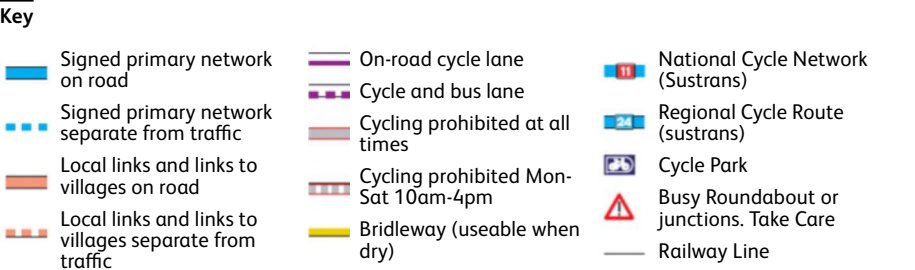 Key
Signed primary network
on road
Signed primary network
separate from traffic
Local links and links to
villages on road
Local links and links to
villages separate from
traffic
On-road cycle lane
Cycle and bus lane
Cycling prohibited at all
times
Cycling prohibited Mon-
Sat 10am-4pm
Bridleway (useable when
dry)
11
National Cycle Network
(Sustrans)
24
Regional Cycle Route
(sustrans)
Cycle Park
Busy Roundabout or
junctions. Take Care
Railway Line